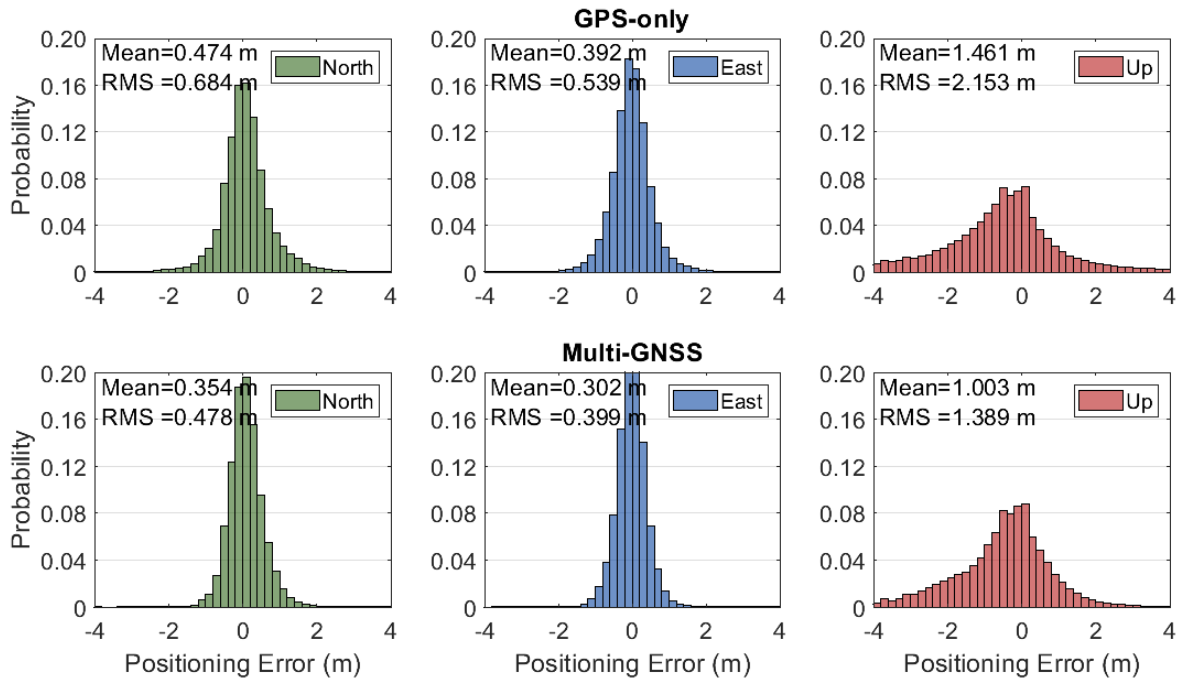 GPS-only
0.20
0.16
0.12
0.08
0.04
0
Probability
Mean=0.474 m
RMS =0.684 m
North
-4 -2 0 2 4
0.20
0.16
0.12
0.08
0.04
0
Mean=0.392 m
RMS =0.539 m
East
-4 -2 0 2 4
0.20
0.16
0.12
0.08
0.04
0
Mean=1.461 m
RMS =2.153 m
Up
-4 -2 0 2 4
Multi-GNSS
0.20
0.16
0.12
0.08
0.04
0
Probability
Mean=0.354 m
RMS =0.478 m
North
-4 -2 0 2 4
Positioning Error (m)
0.20
0.16
0.12
0.08
0.04
0
Mean=0.302 m
RMS =0.399 m
East
-4 -2 0 2 4
Positioning Error (m)
0.20
0.16
0.12
0.08
0.04
0
Mean=1.003 m
RMS =1.389 m
Up
-4 -2 0 2 4
Positioning Error (m)